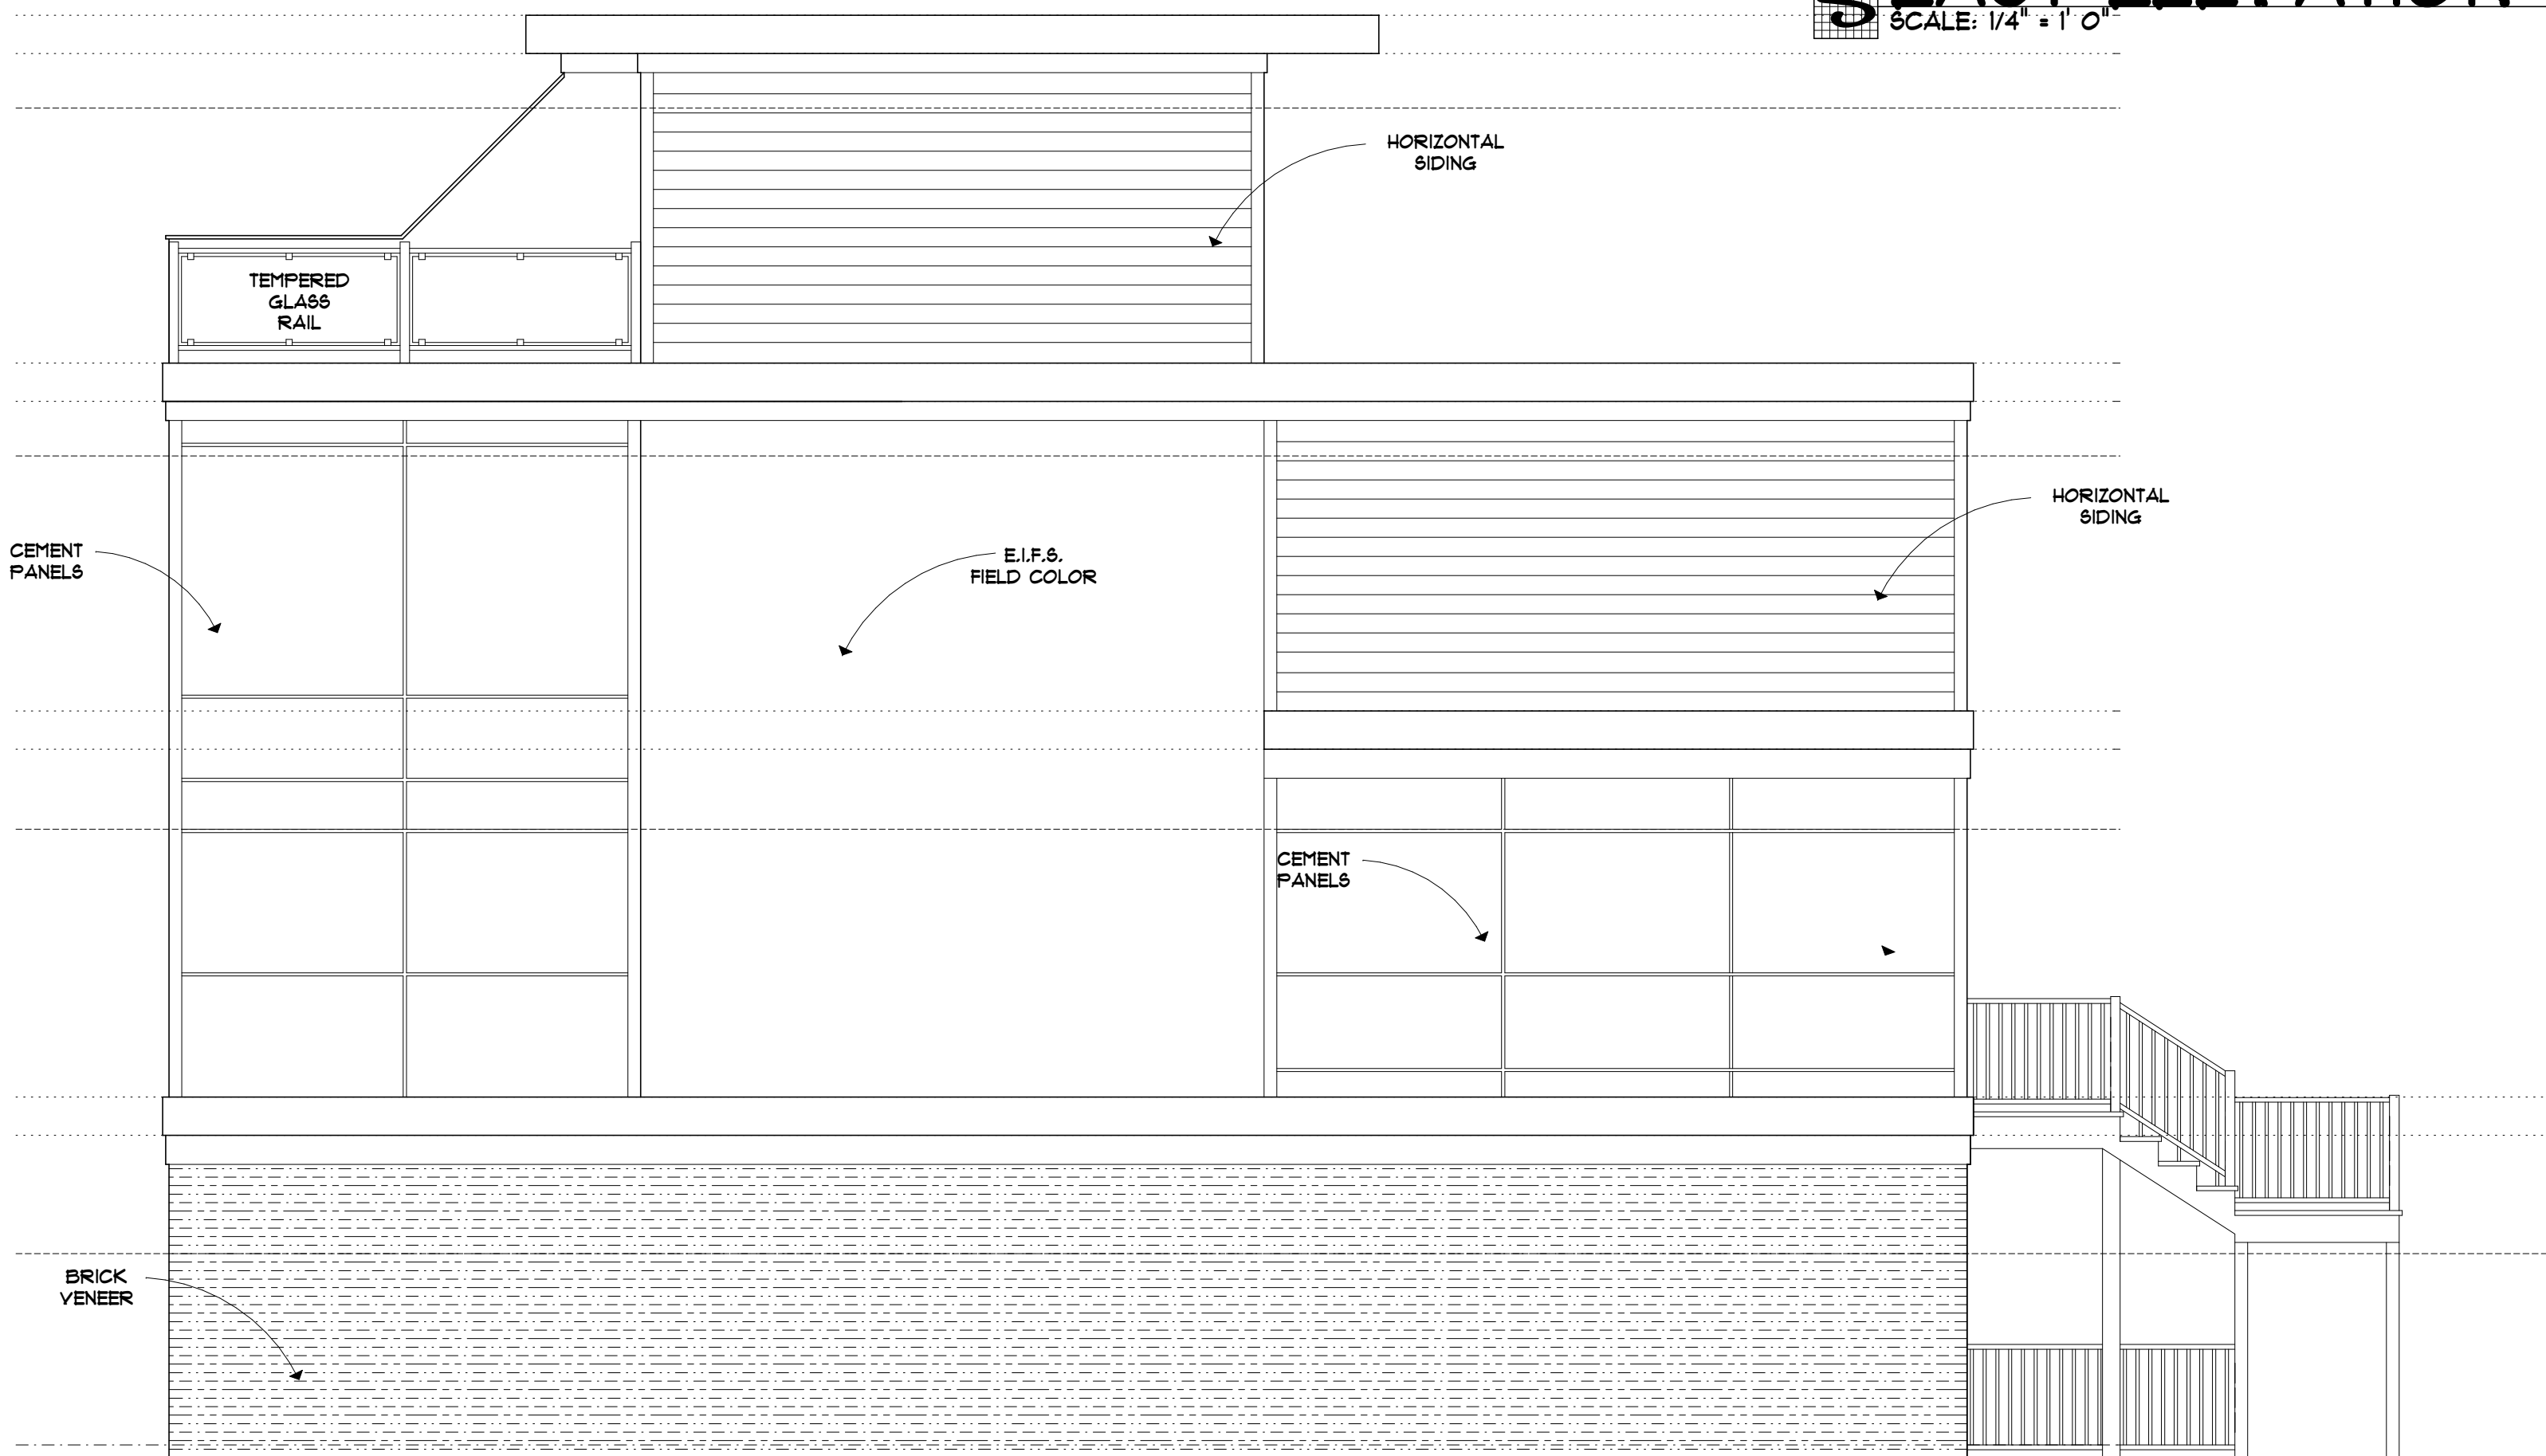 SCALE: 1/4" = 1' 0"
HORIZONTAL
SIDING
TEMPERED
GLASS
RAIL
HORIZONTAL
SIDING
CEMENT
PANELS
E.I.F.S.
FIELD COLOR
CEMENT
PANELS
BRICK
VENEER